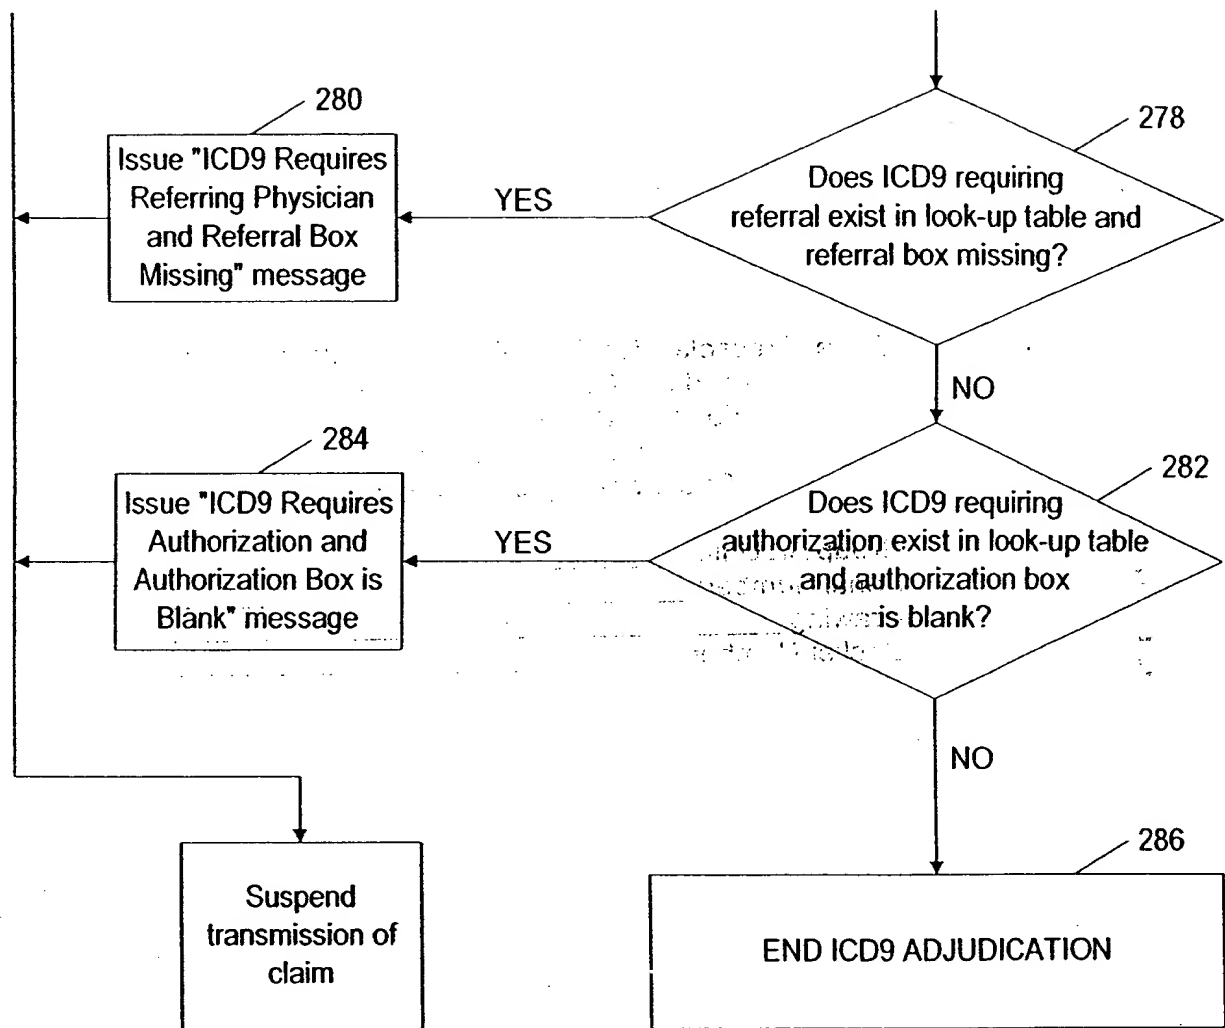 280
Issue "ICD9 Requires
Referring Physician
and Referral Box
Missing" message
YES
278
Does ICD9 requiring
referral exist in look-up table and
referral box missing?
NO
284
Issue "ICD9 Requires
Authorization and
Authorization Box is
Blank" message
YES
282
Does ICD9 requiring
authorization exist in look-up table
and authorization box
is blank?
NO
Suspend
transmission of
claim
286
END ICD9 ADJUDICATION